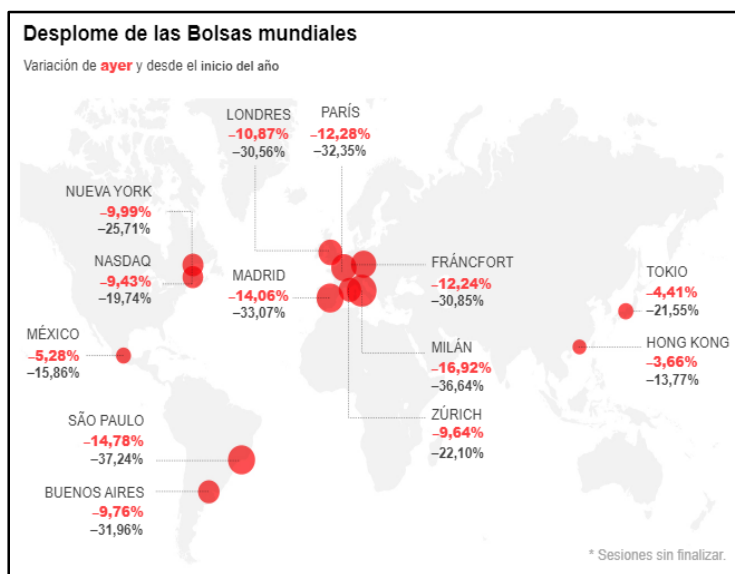 Desplome de las Bolsas mundiales
Variación de ayer y desde el inicio del año
LONDRES
–10,87%
–30,56%
PARÍS
–12,28%
–32,35%
NUEVA YORK
–9,99%
–25,71%
NASDAQ
–9,43%
–19,74%
MADRID
–14,06%
–33,07%
FRÁNCFORT
–12,24%
–30,85%
TOKIO
–4,41%
–21,55%
MÉXICO
–5,28%
–15,86%
MILÁN
–16,92%
–36,64%
HONG KONG
–3,66%
–13,77%
ZÚRICH
–9,64%
–22,10%
SÃO PAULO
–14,78%
–37,24%
BUENOS AIRES
–9,76%
–31,96%
* Sesiones sin finalizar.